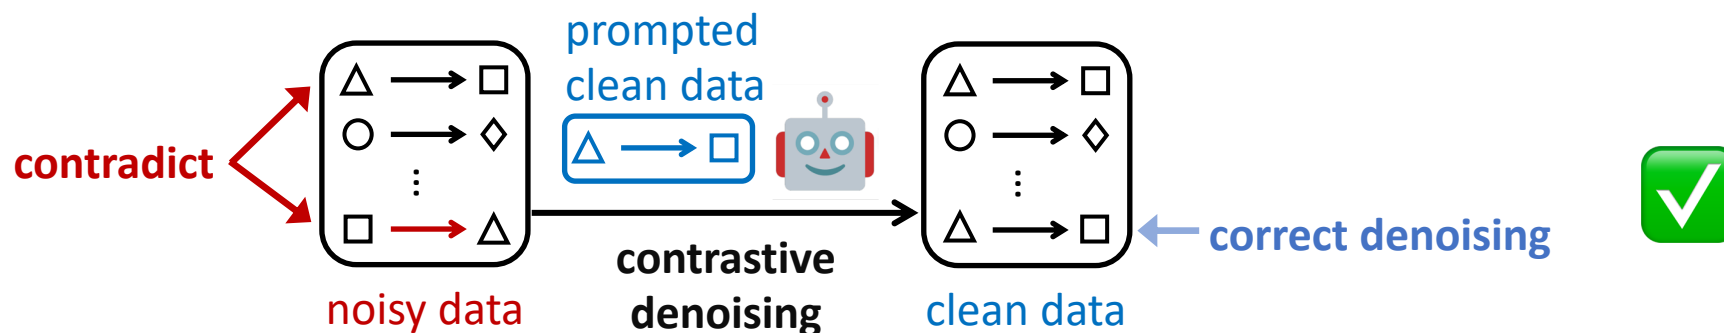 contradict
noisy data
prompted
clean data
contrastive
denoising
clean data
correct denoising